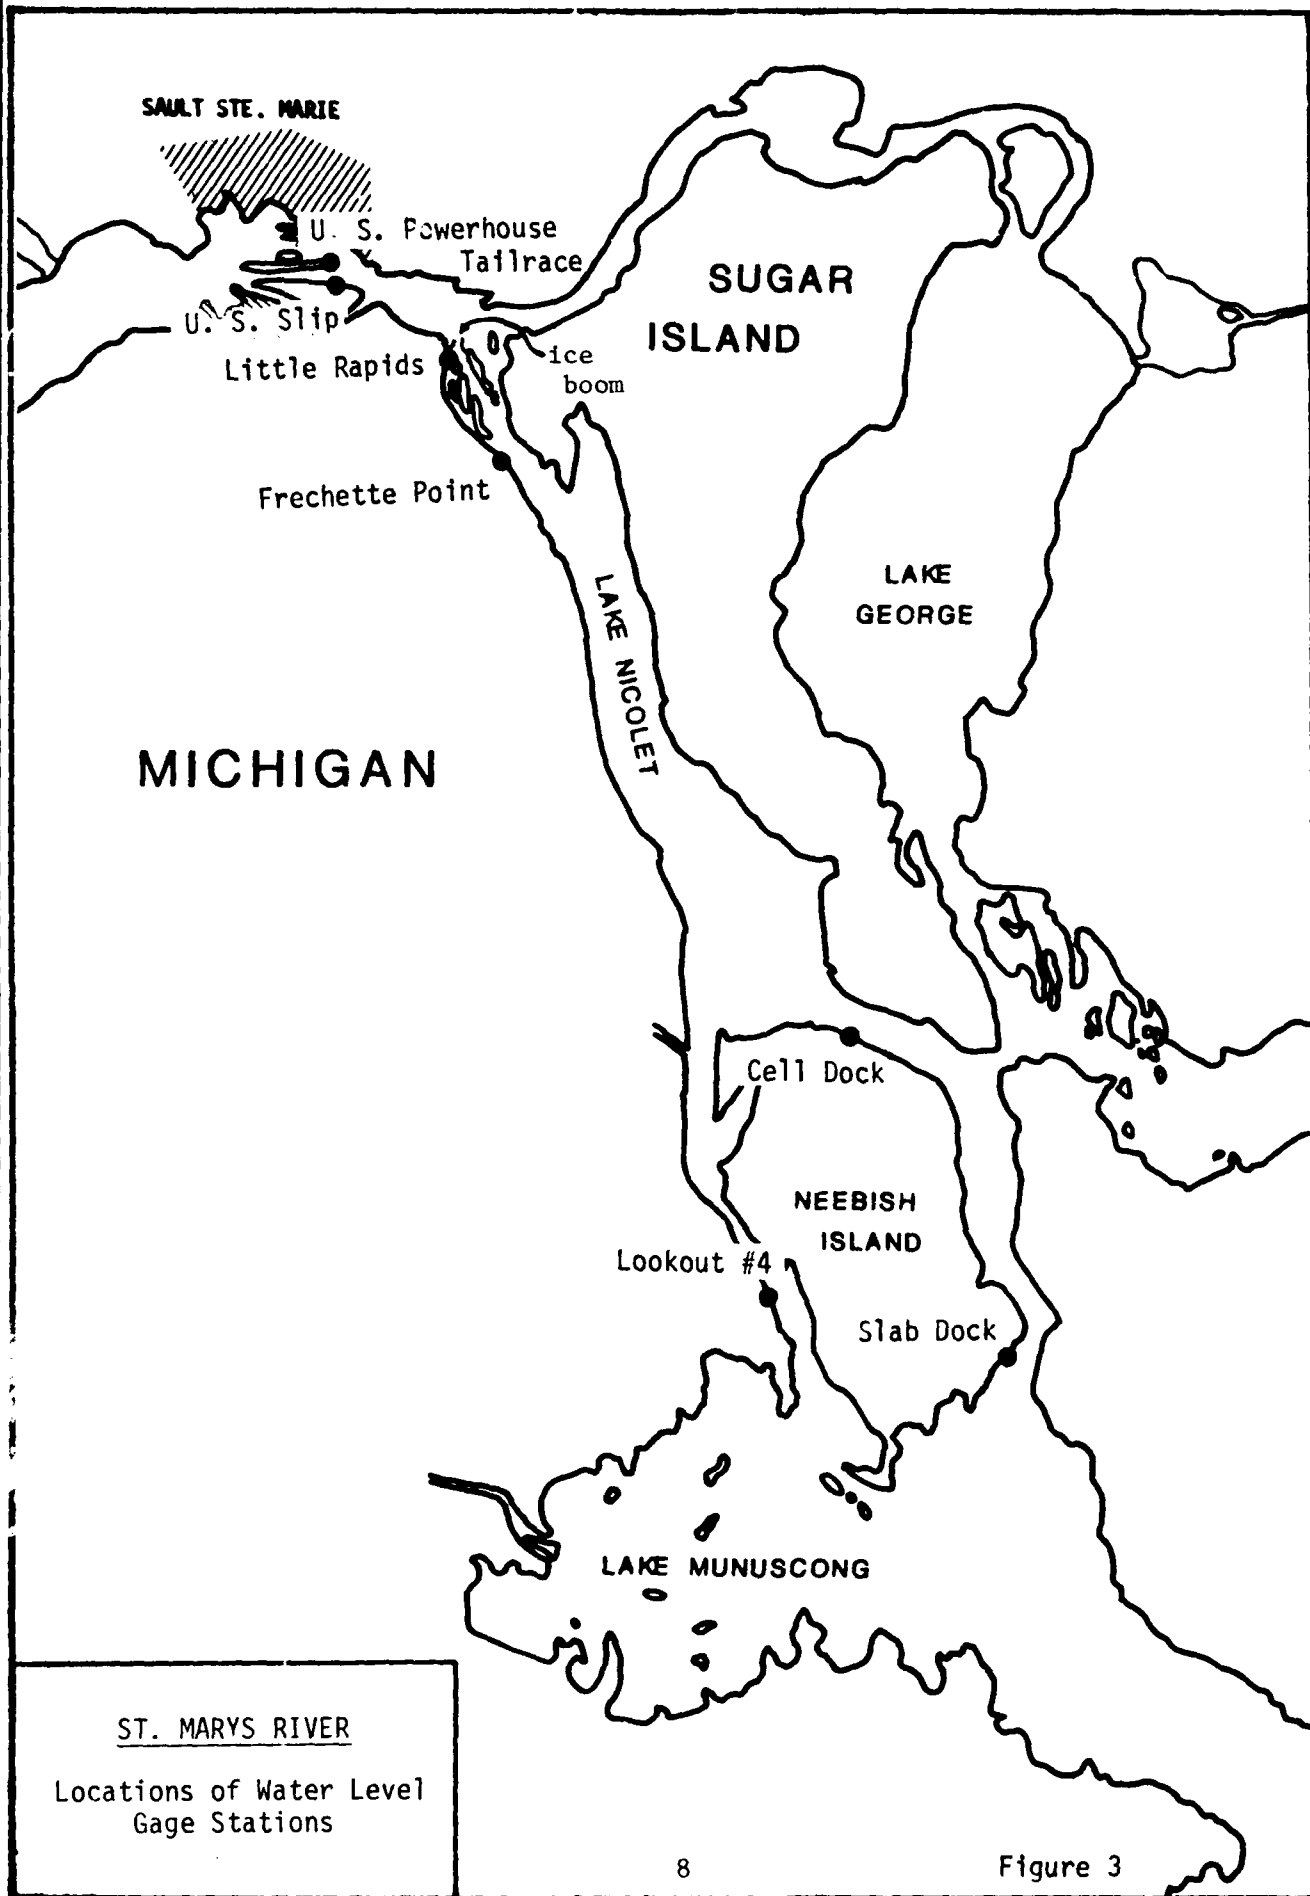 SAULT STE. MARIE
U. S. Powerhouse
Tailrace
SUGAR
ISLAND
U. S. Slip
ice
boom
Little Rapids
Frechette Point
LAKE
GEORGE
LAKE NICOLET
MICHIGAN
Cell Dock
NEEBISH
ISLAND
Lookout #4
Slab Dock
LAKE MUNUSCONG
ST. MARYS RIVER
Locations of Water Level
Gage Stations
8
Figure 3